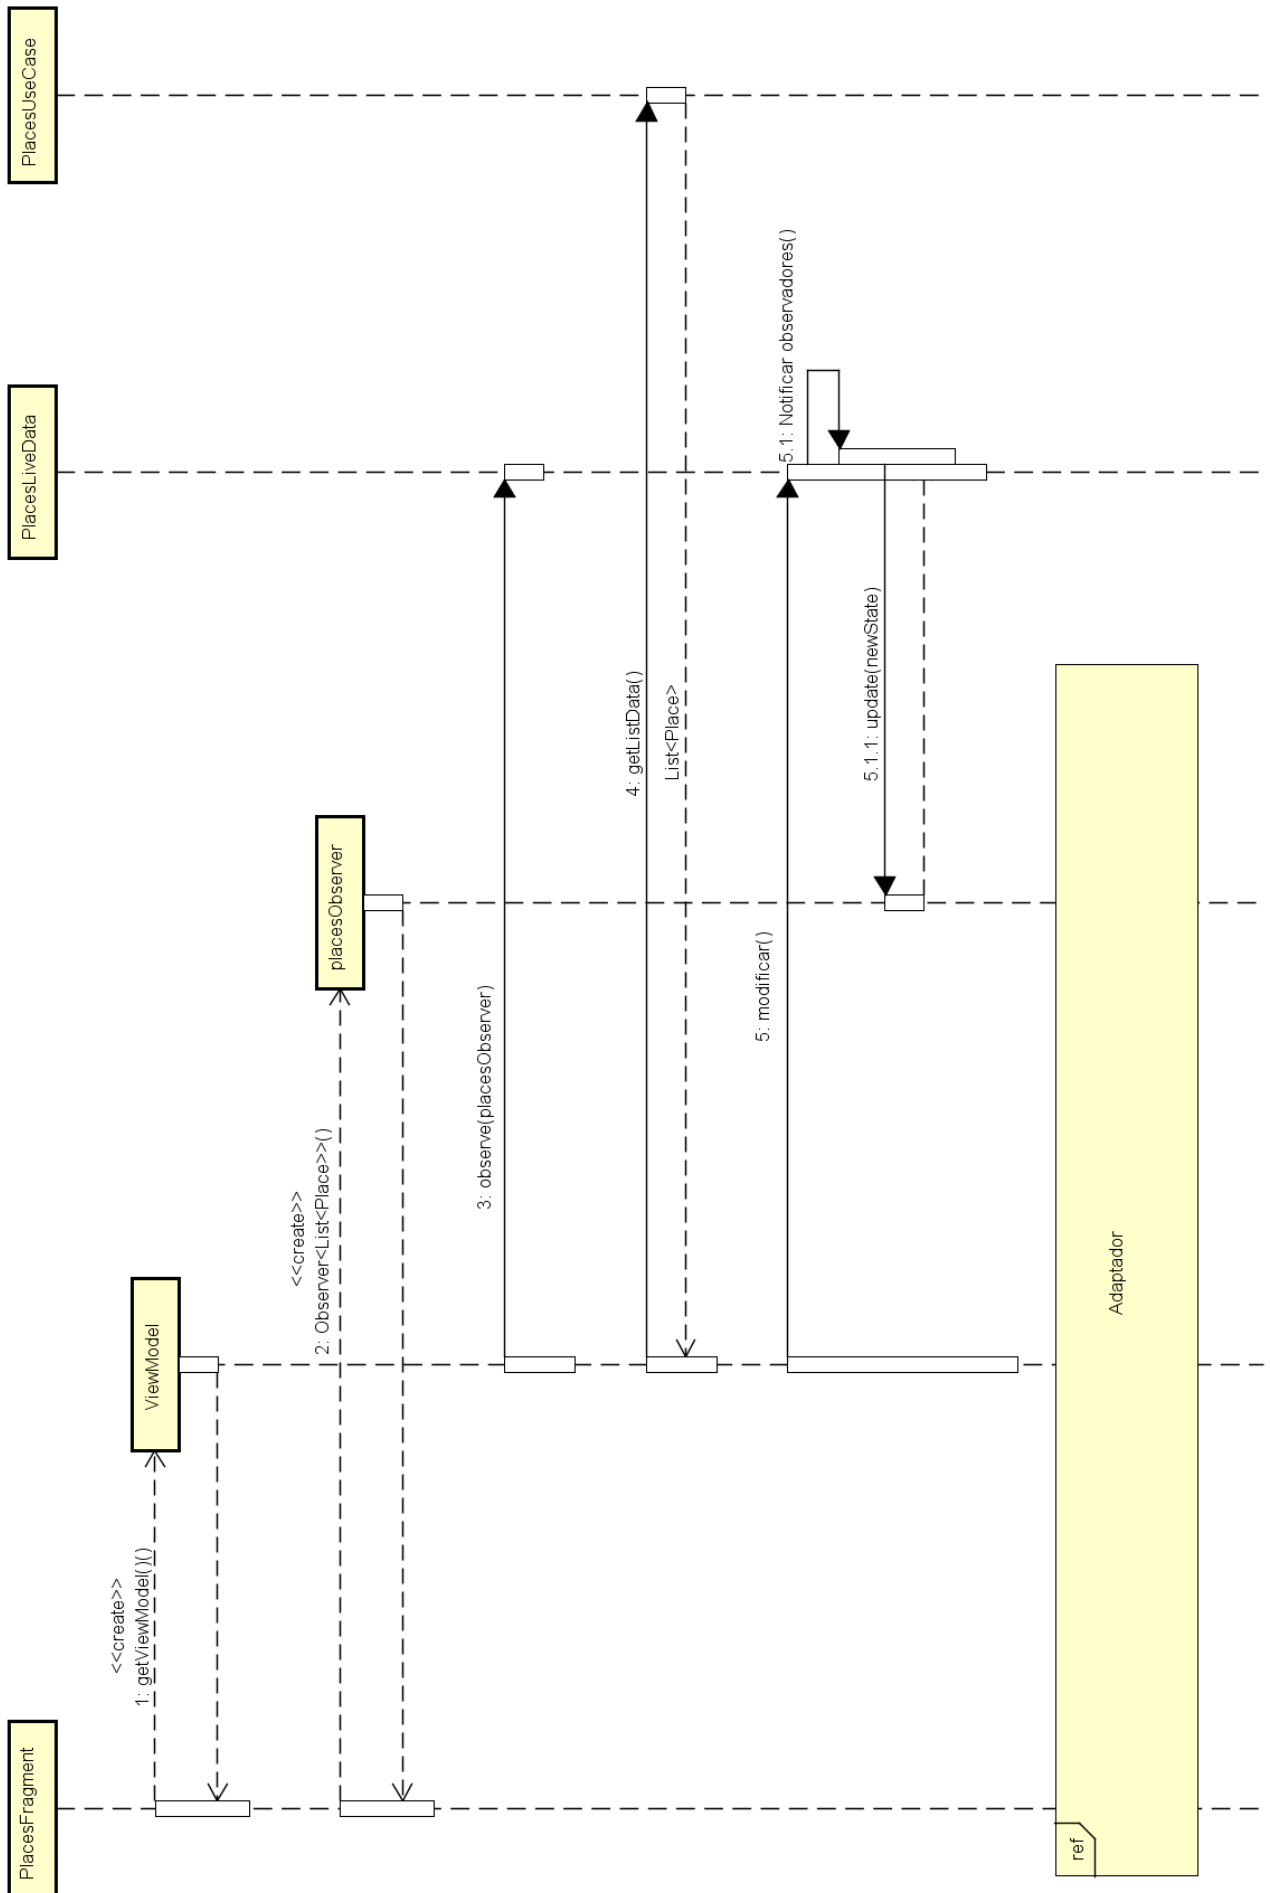 PlacesFragment
PlacesLiveData
PlacesUseCase
ViewModel
<<create>>
1: getViewModel()()
placesObserver
<<create>>
2: Observer<List<Place>>()
3: observe(placesObserver)
4: getListData()
List<Place>
5: modificar()
5.1: Notificar observadores()
5.1.1: update(newState)
ref
Adaptador